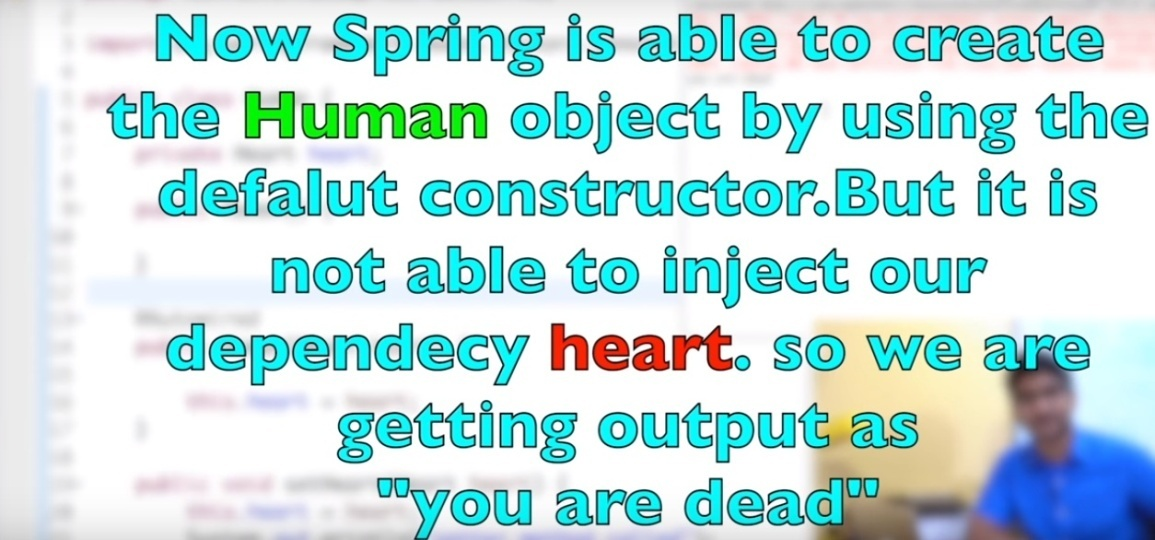 Now Spring is able to create
the Human object by using the
defalut constructor.But it is
not able to inject our
dependecy heart. so we are
getting output as
"you are dead"